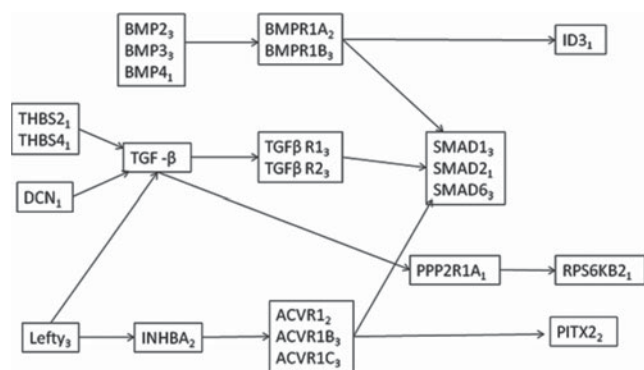 BMP2₃
BMP3₃
BMP4₁
BMPR1A₂
BMPR1B₃
ID3₁
THBS2₁
THBS4₁
TGF -β
TGFβ R1₃
TGFβ R2₃
SMAD1₃
SMAD2₁
SMAD6₃
DCN₁
PPP2R1A₁
RPS6KB2₁
Lefty₃
INHBA₂
ACVR1₂
ACVR1B₃
ACVR1C₃
PITX2₂